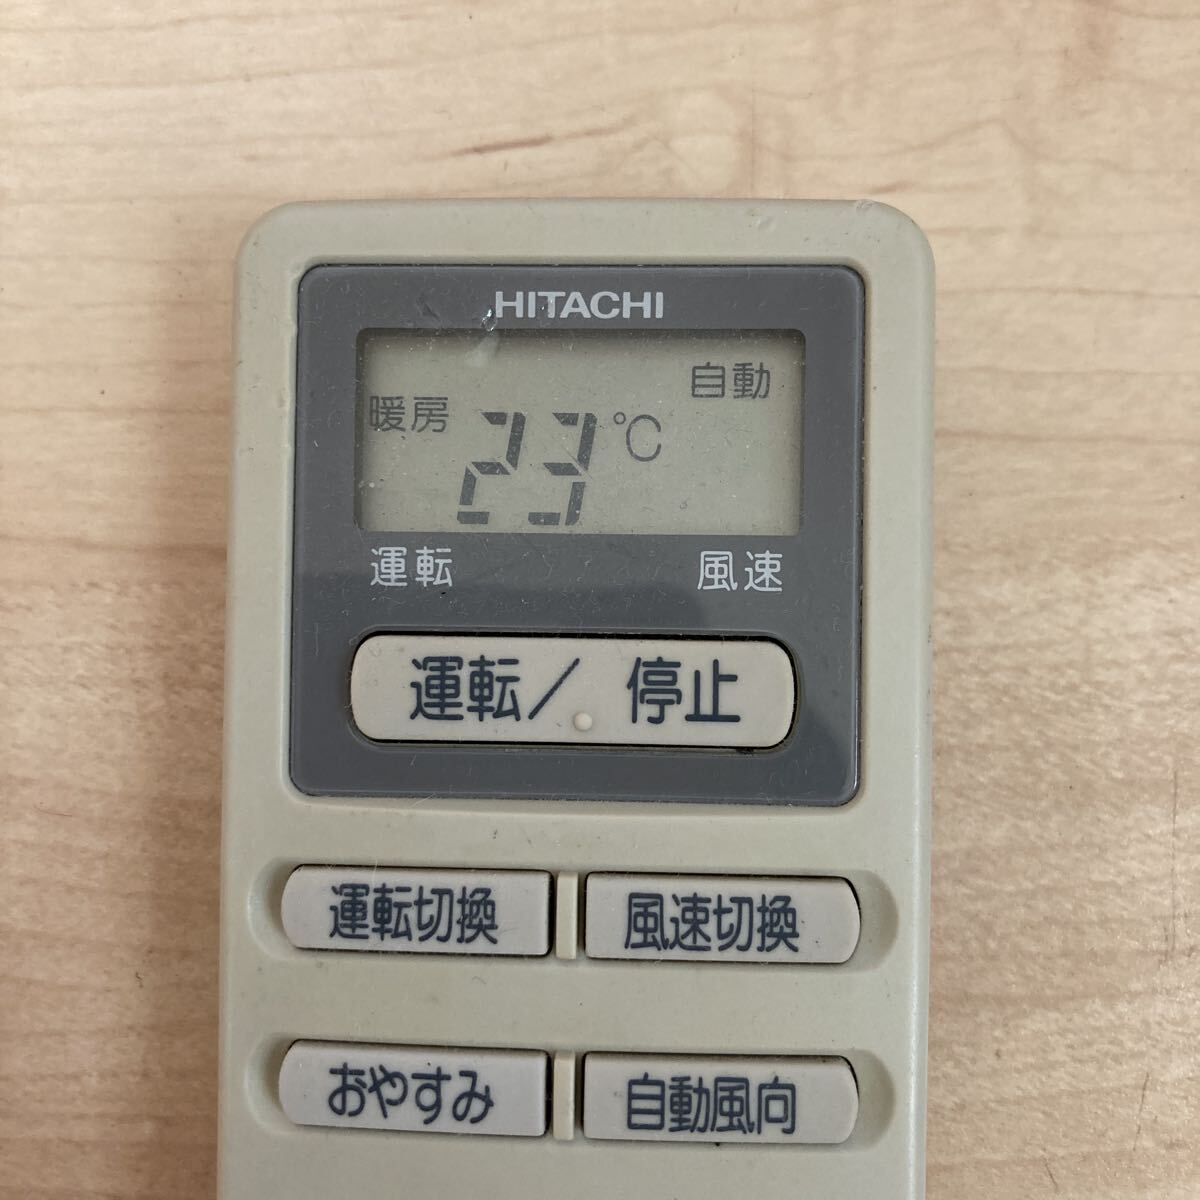 HITACHI
自動
暖房 23℃
運転 風速
運転/停止
運転切換 風速切換
おやすみ 自動風向